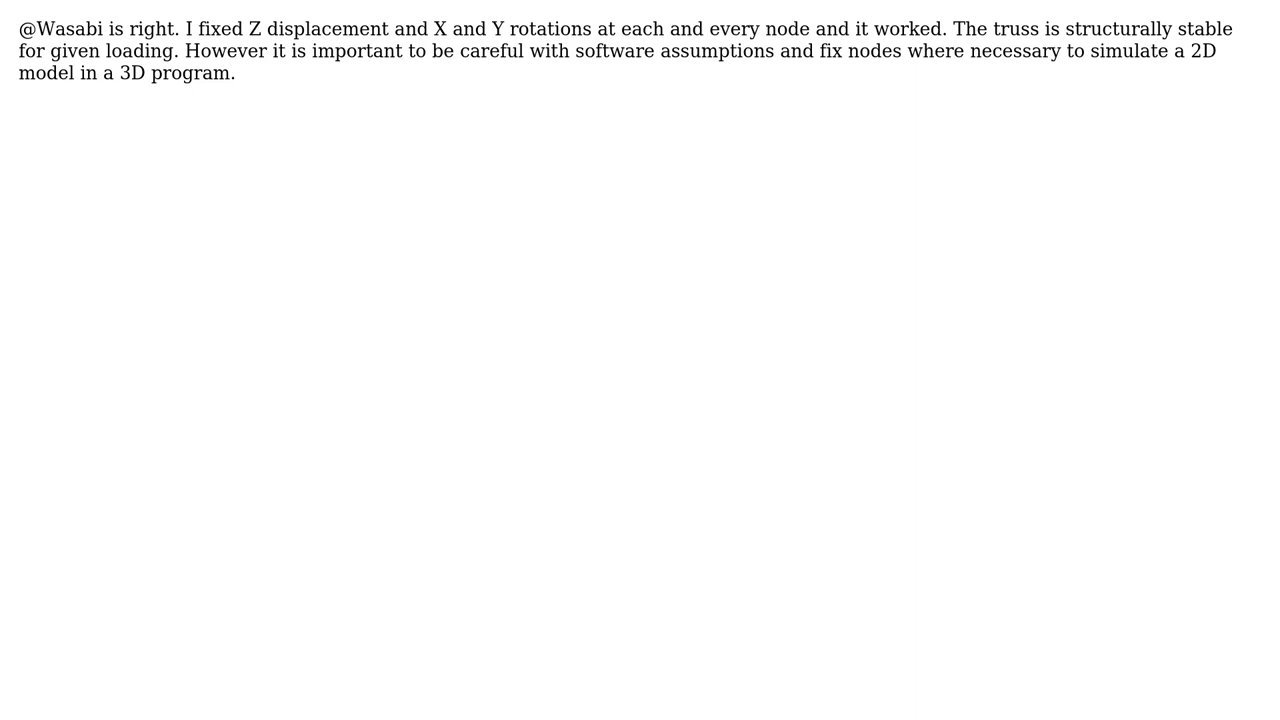 @Wasabi is right. I fixed Z displacement and X and Y rotations at each and every node and it worked. The truss is structurally stable
for given loading. However it is important to be careful with software assumptions and fix nodes where necessary to simulate a 2D
model in a 3D program.